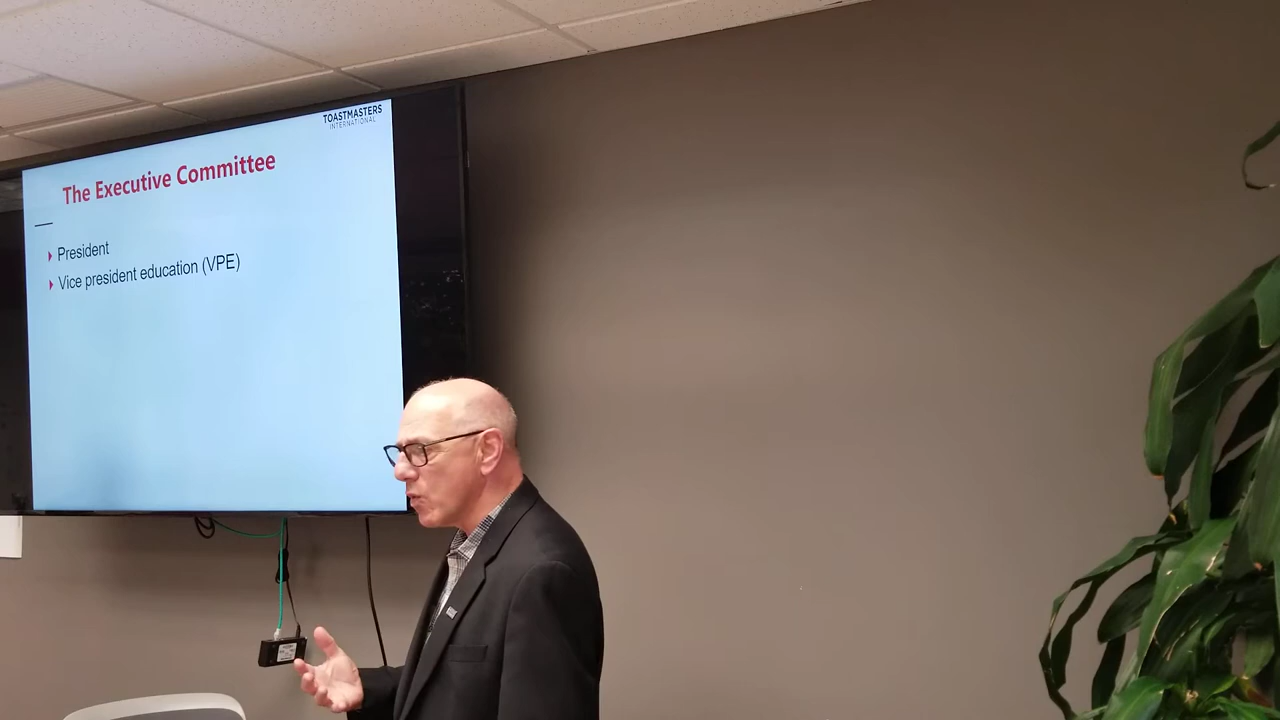 TOASTMASTERS
INTERNATIONAL
The Executive Committee
President
Vice president education (VPE)